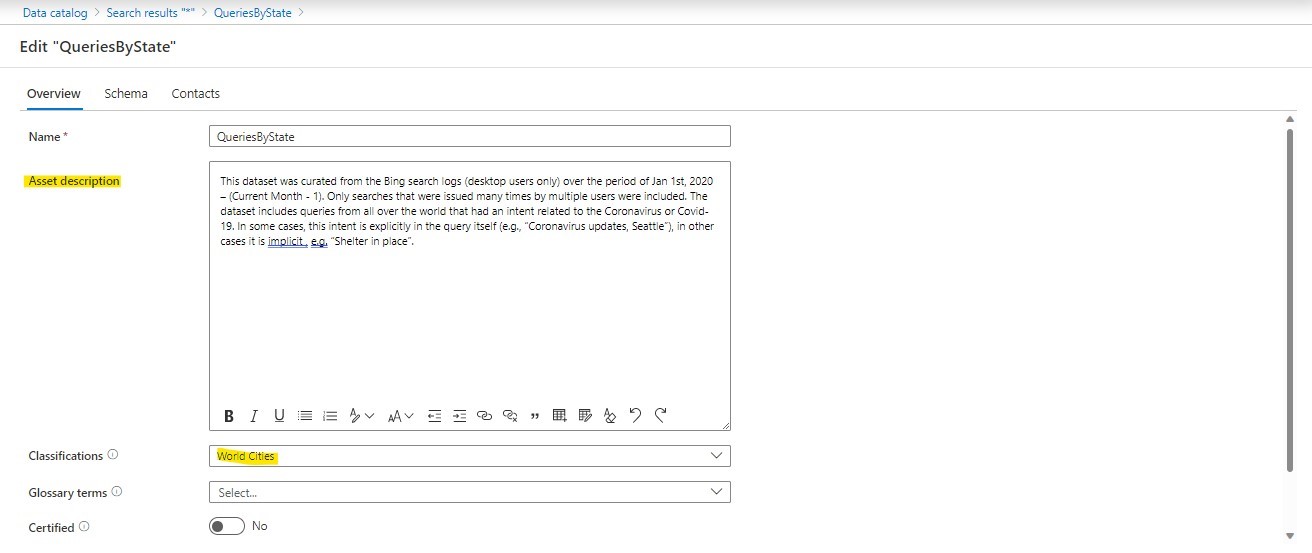 Data catalog > Search results "*" > QueriesByState >
Edit "QueriesByState"
Overview Schema Contacts
Name *
QueriesByState
Asset description
This dataset was curated from the Bing search logs (desktop users only) over the period of Jan 1st, 2020
– (Current Month - 1). Only searches that were issued many times by multiple users were included. The
dataset includes queries from all over the world that had an intent related to the Coronavirus or Covid-
19. In some cases, this intent is explicitly in the query itself (e.g., "Coronavirus updates, Seattle"), in other
cases it is implicit , e.g. "Shelter in place".
Classifications
World Cities
Glossary terms
Select...
Certified
No